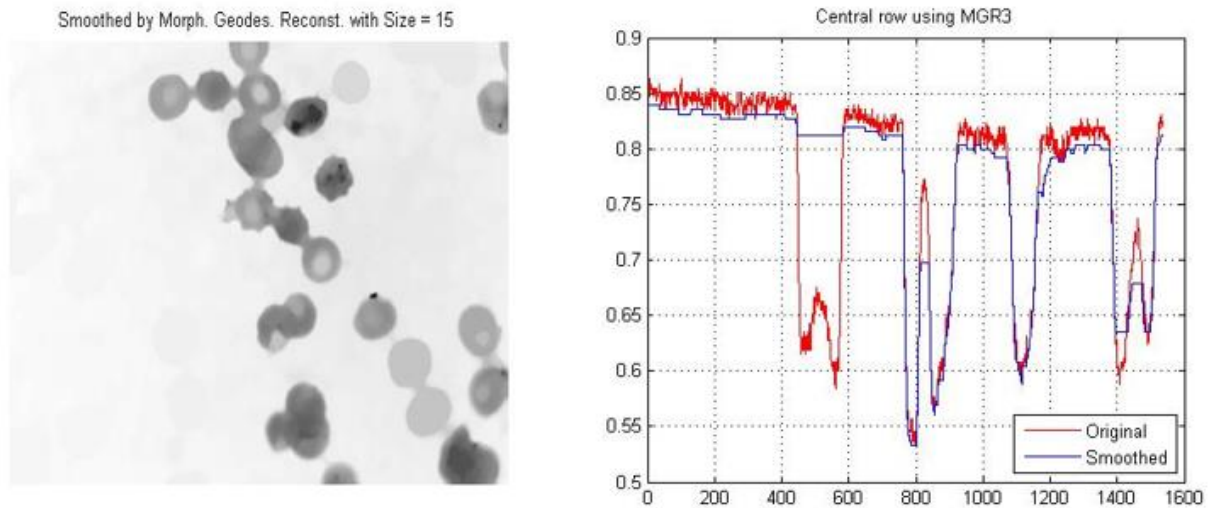 Smoothed by Morph. Geodes. Reconst. with Size = 15
Central row using MGR3
0.9
0.85
0.8
0.75
0.7
0.65
0.6
0.55
0.5
0 200 400 600 800 1000 1200 1400 1600
Original
Smoothed